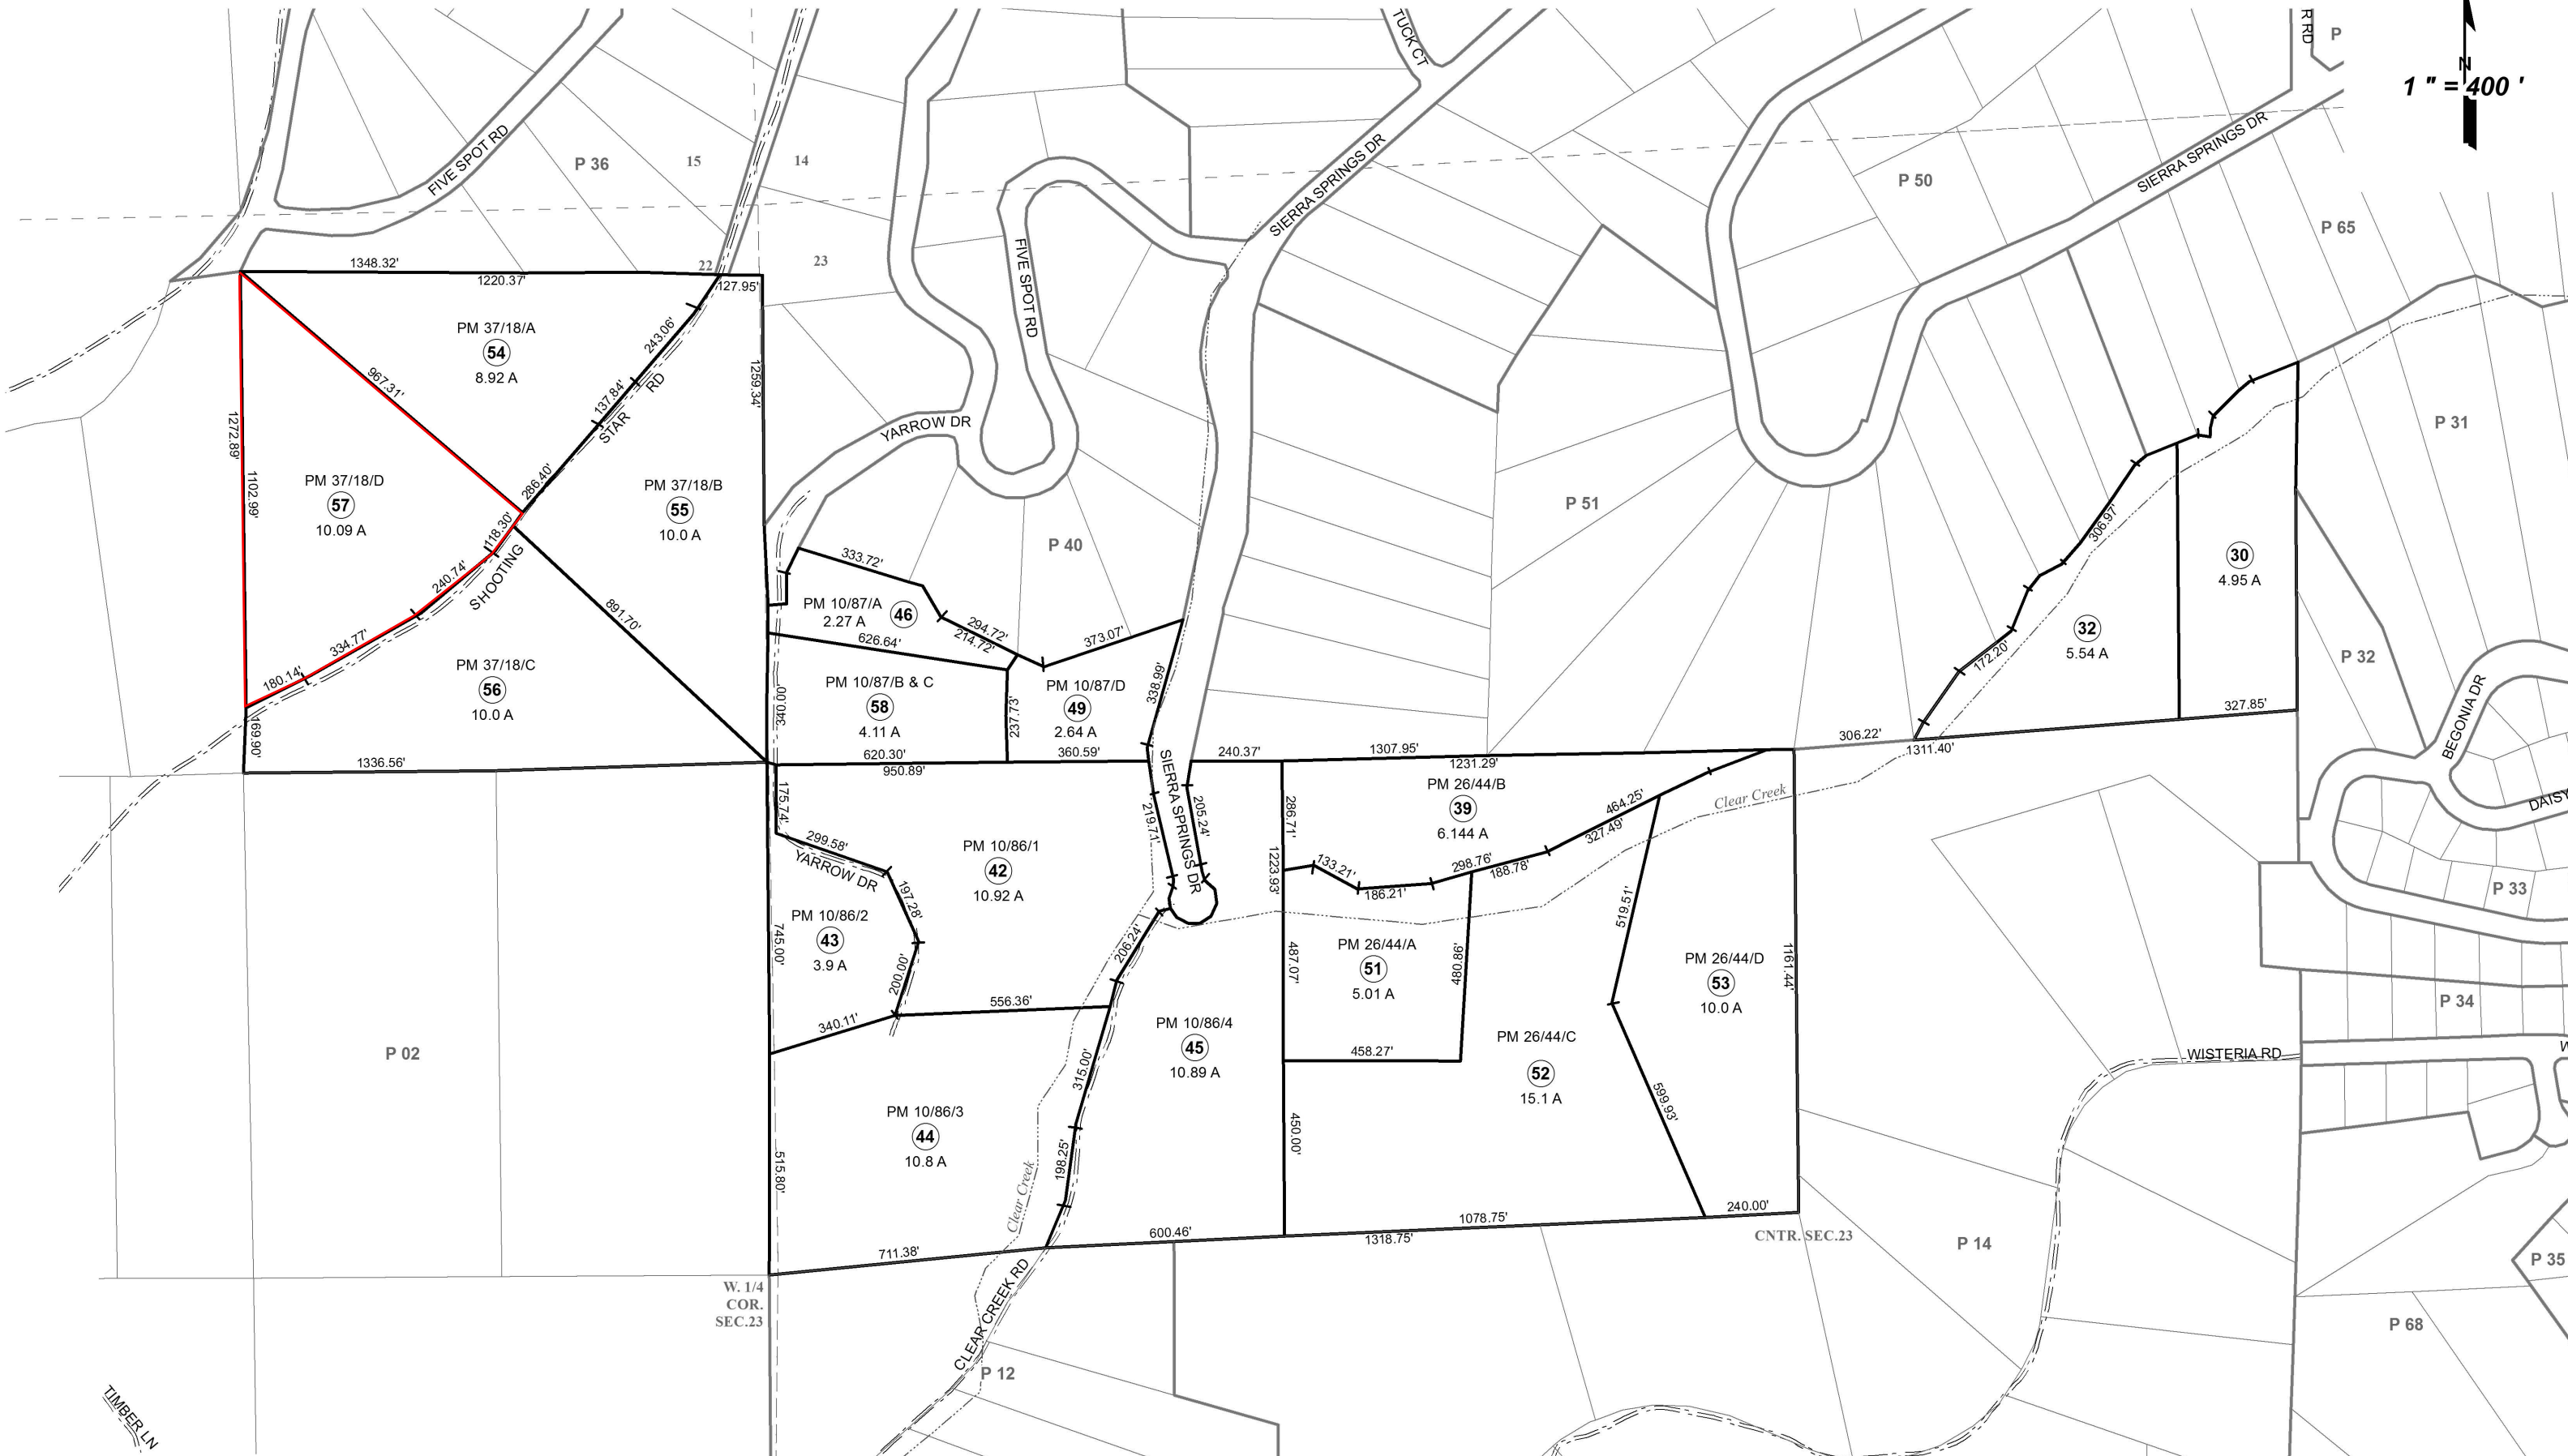 TUCK CT
R RD
P
N
1 " = 400 '
FIVE SPOT RD
P 36
15
14
SIERRA SPRINGS DR
P 50
SIERRA SPRINGS DR
P 65
22
23
1348.32'
1220.37'
127.95'
FIVE SPOT RD
PM 37/18/A
54
8.92 A
243.06'
137.84'
STAR RD
1259.34'
967.31'
1272.89'
1102.99'
YARROW DR
P 31
PM 37/18/D
57
10.09 A
286.40'
PM 37/18/B
55
10.0 A
P 51
P 40
118.30'
SHOOTING
240.74'
334.77'
180.14'
891.70'
333.72'
PM 10/87/A
46
2.27 A
626.64'
294.72'
214.72'
373.07'
338.99'
306.97'
30
4.95 A
32
5.54 A
172.20'
P 32
BEGONIA DR
PM 37/18/C
56
10.0 A
169.90'
1336.56'
340.00'
PM 10/87/B & C
58
4.11 A
237.73'
PM 10/87/D
49
2.64 A
620.30'
950.89'
360.59'
240.37'
1307.95'
1231.29'
306.22'
1311.40'
327.85'
SIERRA SPRINGS DR
175.74'
299.58'
YARROW DR
197.28'
PM 10/86/1
42
10.92 A
219.71'
205.24'
286.71'
1223.93'
PM 26/44/B
39
6.144 A
464.25'
327.49'
Clear Creek
DAISY
133.21'
186.21'
298.76'
188.78'
P 33
PM 10/86/2
43
3.9 A
745.00'
200.00'
206.24'
487.07'
PM 26/44/A
51
5.01 A
480.86'
519.51'
PM 26/44/D
53
10.0 A
1161.44'
P 34
340.11'
556.36'
P 02
PM 10/86/4
45
10.89 A
315.00'
458.27'
PM 26/44/C
52
15.1 A
WISTERIA RD
W
599.93'
PM 10/86/3
44
10.8 A
450.00'
515.80'
198.25'
Clear Creek
711.38'
600.46'
1318.75'
1078.75'
240.00'
CNTR. SEC.23
P 14
P 35
W. 1/4
COR.
SEC.23
CLEAR CREEK RD
P 12
P 68
TIMBER LN